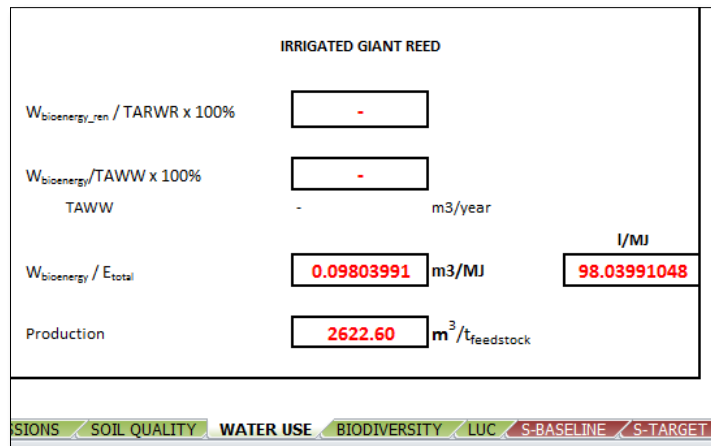 IRRIGATED GIANT REED
Wbioenergy_ren / TARWR x 100% -
Wbioenergy/TAWW x 100% -
TAWW - m3/year
l/MJ
Wbioenergy / Etotal 0.09803991 m3/MJ 98.03991048
Production 2622.60 m3/tfeedstock
SSIONS SOIL QUALITY WATER USE BIODIVERSITY LUC S-BASELINE S-TARGET